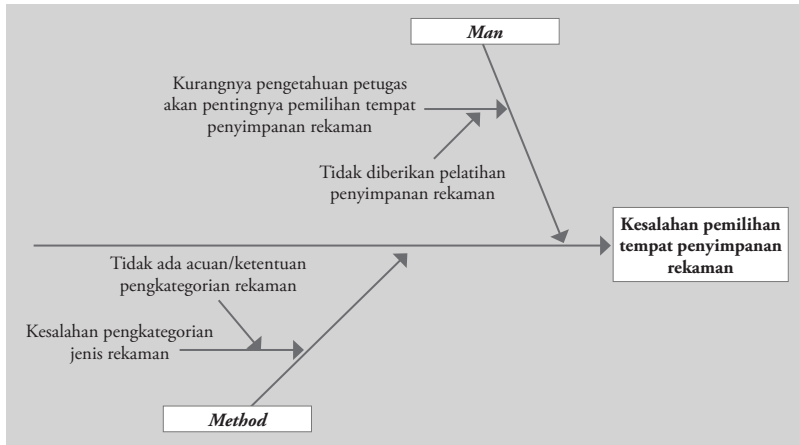 Man
Kurangnya pengetahuan petugas
akan pentingnya pemilihan tempat
penyimpanan rekaman
Tidak diberikan pelatihan
penyimpanan rekaman
Kesalahan pemilihan
tempat penyimpanan
rekaman
Tidak ada acuan/ketentuan
pengkategorian rekaman
Kesalahan pengkategorian
jenis rekaman
Method